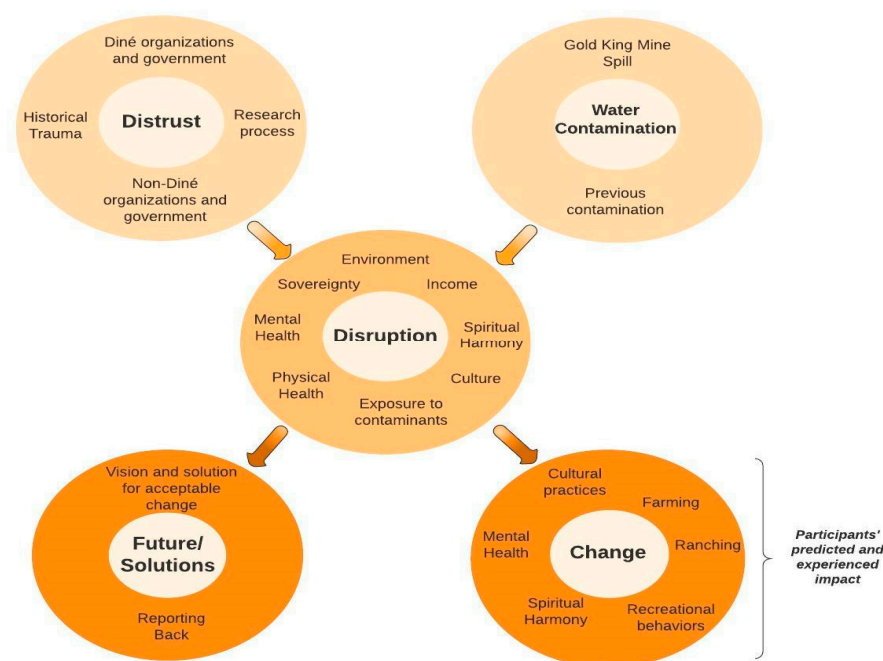 Diné organizations
and government
Historical
Trauma
Distrust
Research
process
Non-Diné
organizations and
government
Gold King Mine
Spill
Water
Contamination
Previous
contamination
Environment
Sovereignty
Income
Mental
Health
Disruption
Spiritual
Harmony
Physical
Health
Culture
Exposure to
contaminants
Vision and solution
for acceptable
change
Future/
Solutions
Reporting
Back
Cultural
practices
Farming
Mental
Health
Change
Ranching
Spiritual
Harmony
Recreational
behaviors
Participants'
predicted and
experienced
impact